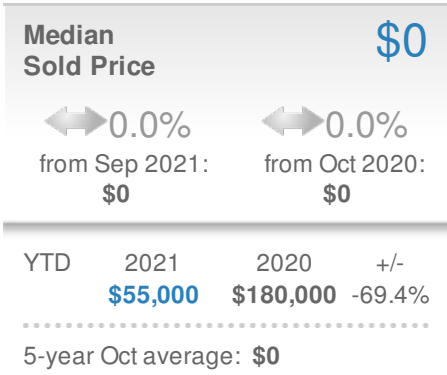 Median $0
Sold Price
0.0% 0.0%
from Sep 2021: from Oct 2020:
$0 $0
YTD 2021 2020 +/-
$55,000 $180,000 -69.4%
5-year Oct average: $0